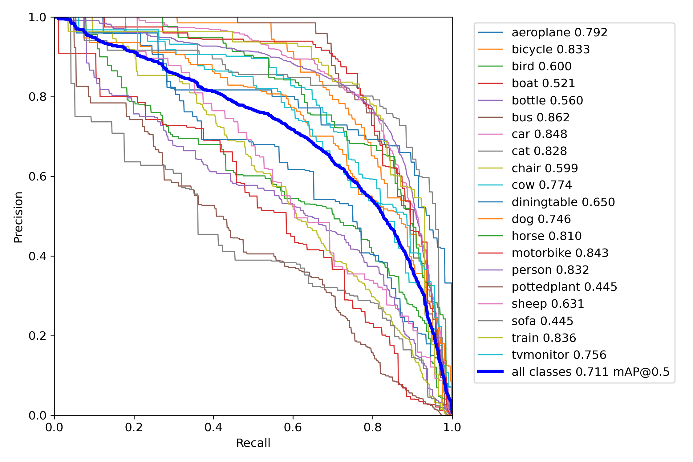 1.0
0.8
0.6
0.4
0.2
0.0
0.0 0.2 0.4 0.6 0.8 1.0
Precision
Recall
aeroplane 0.792
bicycle 0.833
bird 0.600
boat 0.521
bottle 0.560
bus 0.862
car 0.848
cat 0.828
chair 0.599
cow 0.774
diningtable 0.650
dog 0.746
horse 0.810
motorbike 0.843
person 0.832
pottedplant 0.445
sheep 0.631
sofa 0.445
train 0.836
tvmonitor 0.756
all classes 0.711 mAP@0.5